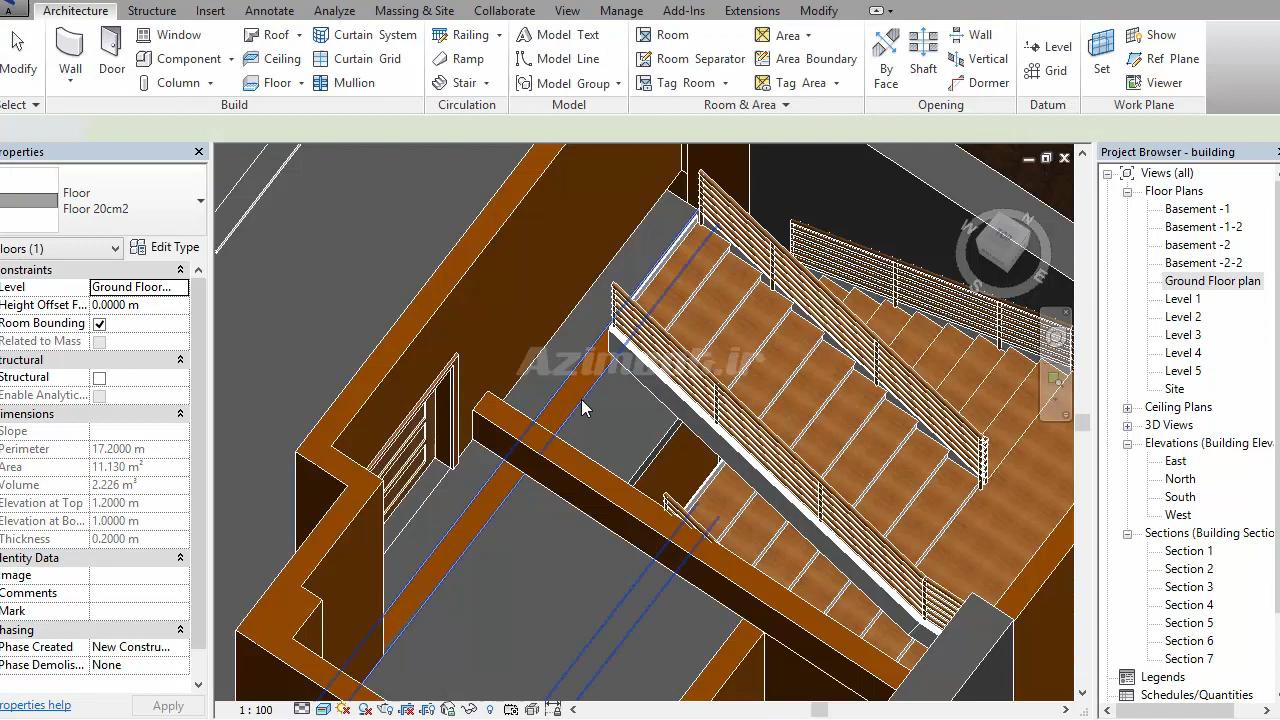 Architecture Structure Insert Annotate Analyze Massing & Site Collaborate View Manage Add-Ins Extensions Modify
Window Roof Curtain System Railing Model Text Room Area Wall Level Show
Component Ceiling Curtain Grid Ramp Model Line Room Separator Area Boundary Vertical Grid Ref Plane
Modify Wall Door By Shaft Set
Column Floor Mullion Stair Model Group Tag Room Tag Area Face Dormer Viewer
elect Build Circulation Model Room & Area Opening Datum Work Plane
roperties
Floor
Floor 20cm2
loors (1) Edit Type
onstraints
Level Ground Floor...
Height Offset F... 0.0000 m
Room Bounding
Related to Mass
tructural
Structural
Enable Analytic...
imensions
Slope
Perimeter 17.2000 m
Area 11.130 m²
Volume 2.226 m³
Elevation at Top 1.2000 m
Elevation at Bo... 1.0000 m
Thickness 0.2000 m
dentity Data
Image
Comments
Mark
hasing
Phase Created New Constru...
Phase Demolis... None
roperties help Apply
W N E S
1 : 100
Project Browser - building
Views (all)
Floor Plans
Basement -1
Basement -1-2
basement -2
Basement -2-2
Ground Floor plan
Level 1
Level 2
Level 3
Level 4
Level 5
Site
Ceiling Plans
3D Views
Elevations (Building Elev
East
North
South
West
Sections (Building Sectio
Section 1
Section 2
Section 3
Section 4
Section 5
Section 6
Section 7
Legends
Schedules/Quantities